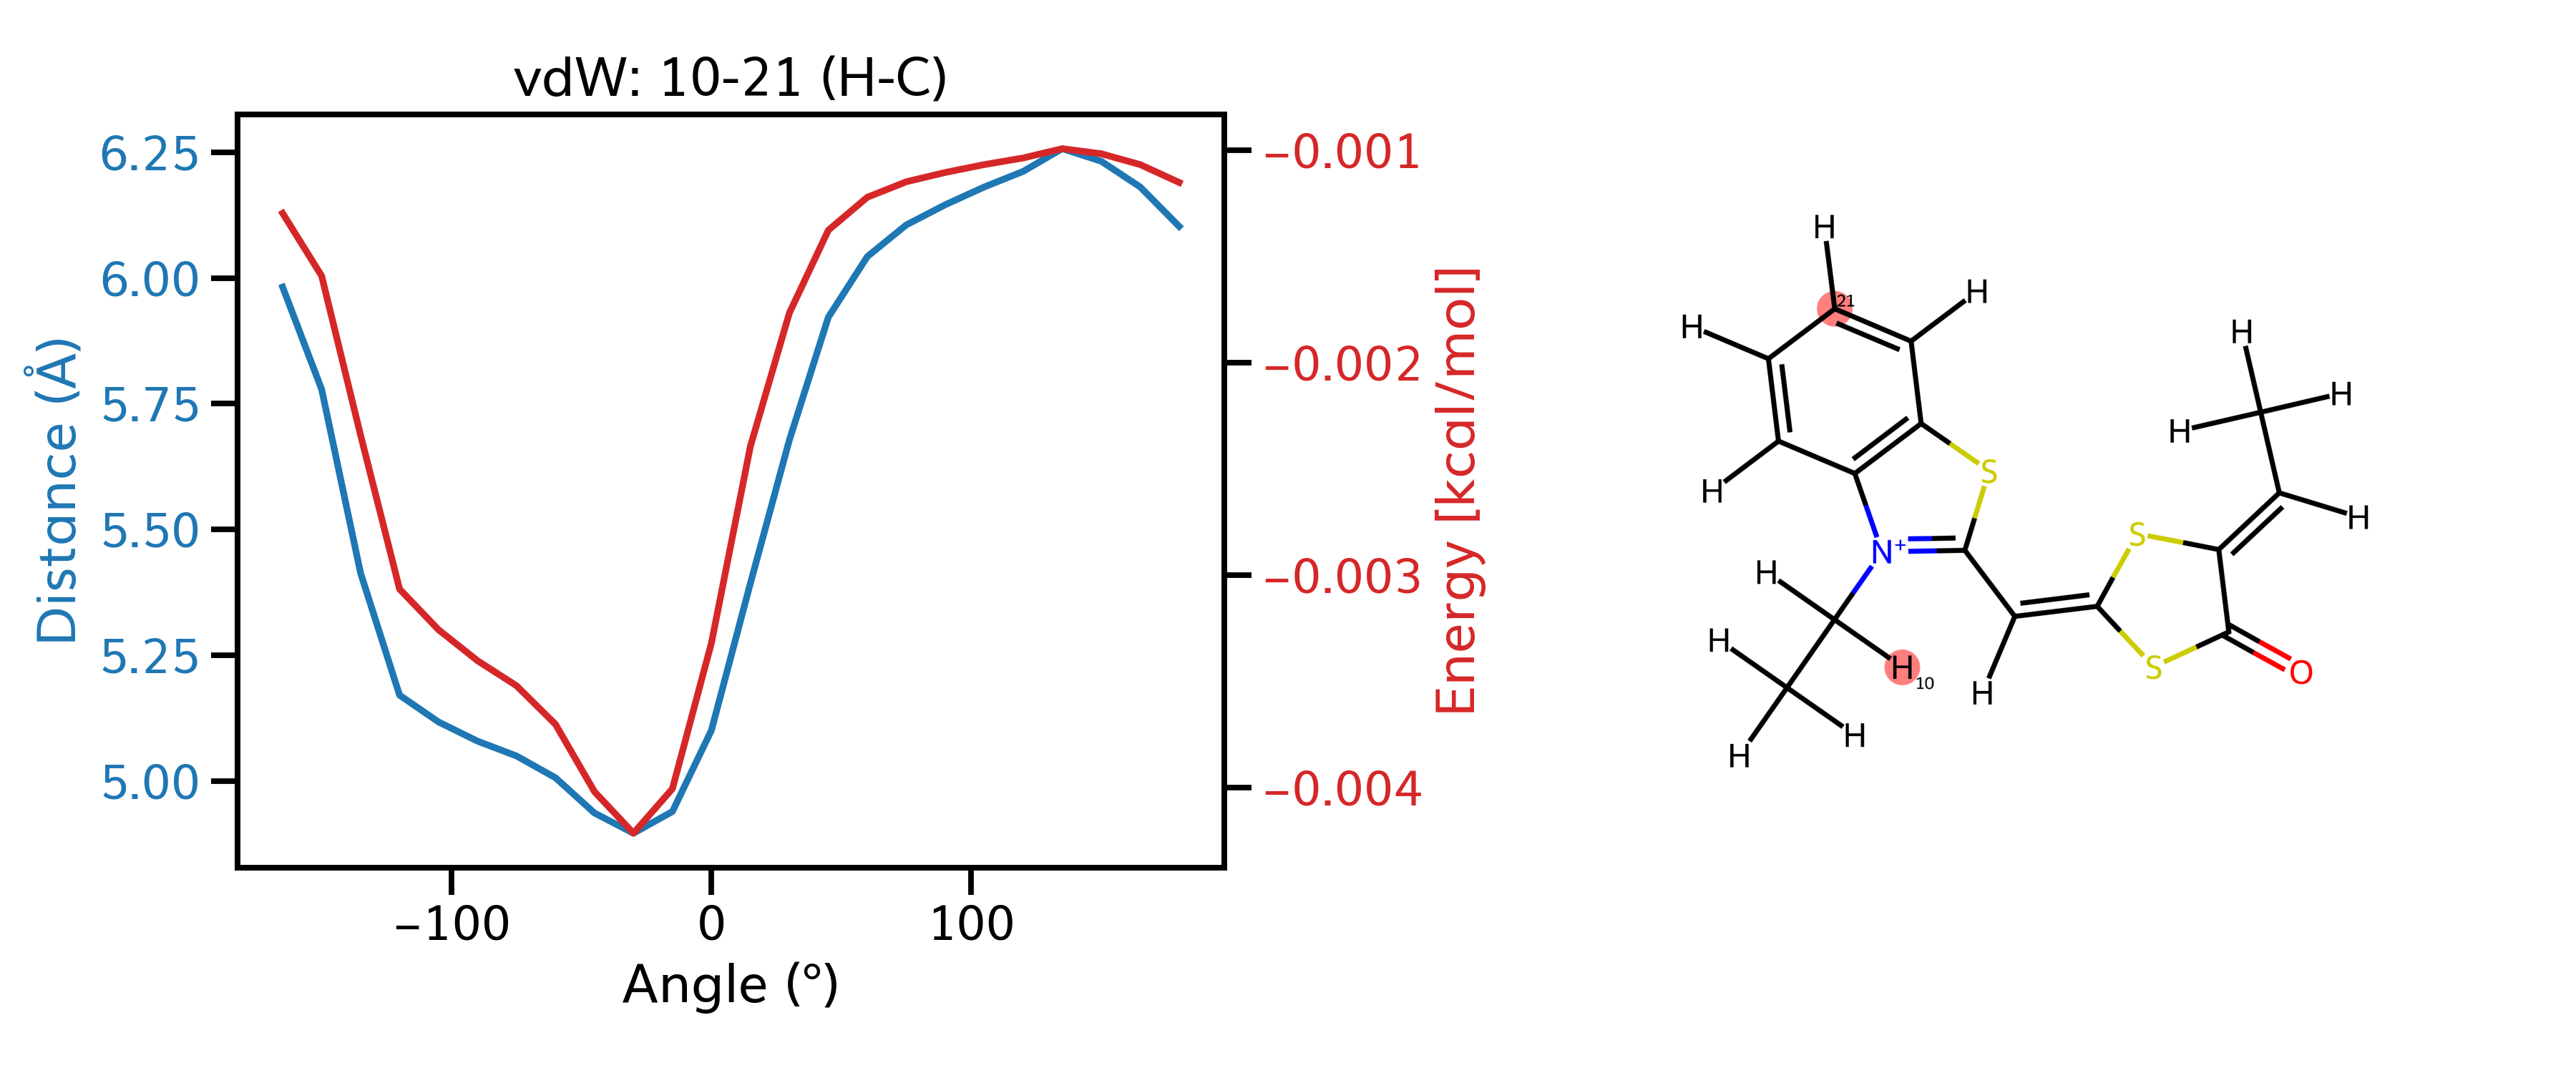 vdW: 10-21 (H-C)
6.25
6.00
5.75
5.50
5.25
5.00
Distance (Å)
−0.001
−0.002
−0.003
−0.004
Energy [kcal/mol]
−100
0
100
Angle (°)
H
21
H
H
H
H
H
S
H
H
S
H
N+
H
H
H
10
S
O
H
H
H